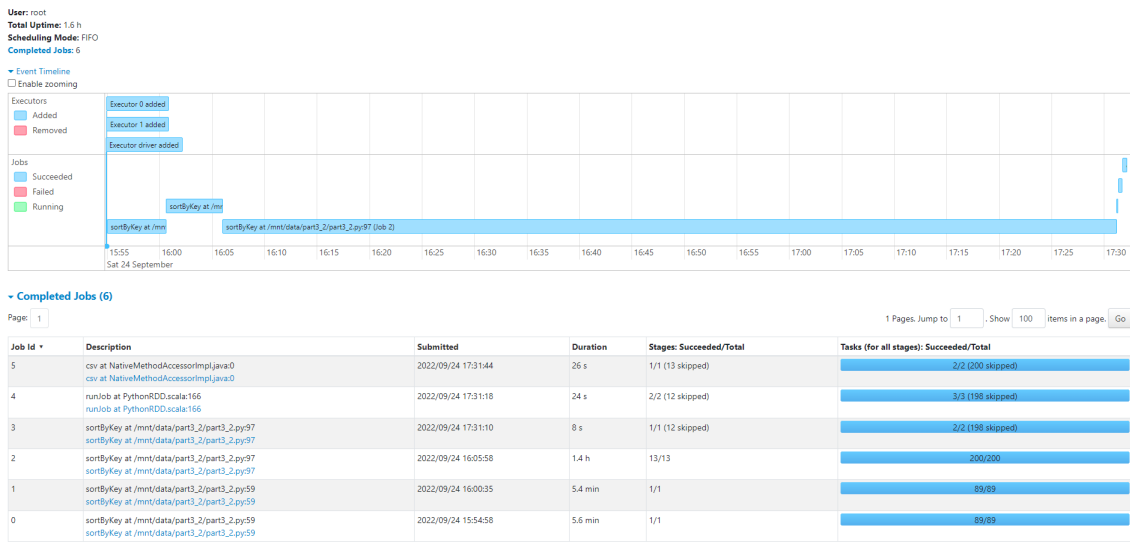 User: root
Total Uptime: 1.6 h
Scheduling Mode: FIFO
Completed Jobs: 6
Event Timeline
Enable zooming
Executors
Added
Removed
Executor 0 added
Executor 1 added
Executor driver added
Jobs
Succeeded
Failed
Running
sortByKey at /mr
sortByKey at /mn
sortByKey at /mnt/data/part3_2/part3_2.py:97 (Job 2)
15:55 16:00 16:05 16:10 16:15 16:20 16:25 16:30 16:35 16:40 16:45 16:50 16:55 17:00 17:05 17:10 17:15 17:20 17:25 17:30
Sat 24 September
Completed Jobs (6)
Page: 1
1 Pages. Jump to 1 . Show 100 items in a page. Go
Job Id Description Submitted Duration Stages: Succeeded/Total Tasks (for all stages): Succeeded/Total
5 csv at NativeMethodAccessorImpl.java:0 2022/09/24 17:31:44 26 s 1/1 (13 skipped) 2/2 (200 skipped)
csv at NativeMethodAccessorImpl.java:0
4 runJob at PythonRDD.scala:166 2022/09/24 17:31:18 24 s 2/2 (12 skipped) 3/3 (198 skipped)
runJob at PythonRDD.scala:166
3 sortByKey at /mnt/data/part3_2/part3_2.py:97 2022/09/24 17:31:10 8 s 1/1 (12 skipped) 2/2 (198 skipped)
sortByKey at /mnt/data/part3_2/part3_2.py:97
2 sortByKey at /mnt/data/part3_2/part3_2.py:97 2022/09/24 16:05:58 1.4 h 13/13 200/200
sortByKey at /mnt/data/part3_2/part3_2.py:97
1 sortByKey at /mnt/data/part3_2/part3_2.py:59 2022/09/24 16:00:35 5.4 min 1/1 89/89
sortByKey at /mnt/data/part3_2/part3_2.py:59
0 sortByKey at /mnt/data/part3_2/part3_2.py:59 2022/09/24 15:54:58 5.6 min 1/1 89/89
sortByKey at /mnt/data/part3_2/part3_2.py:59